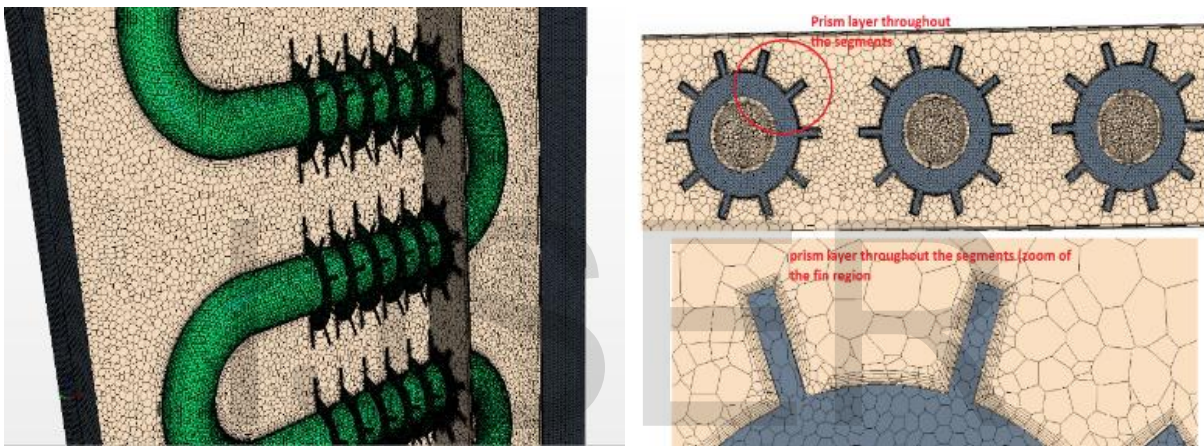 Prism layer throughout
the segments
prism layer throughout the segments (zoom of
the fin region